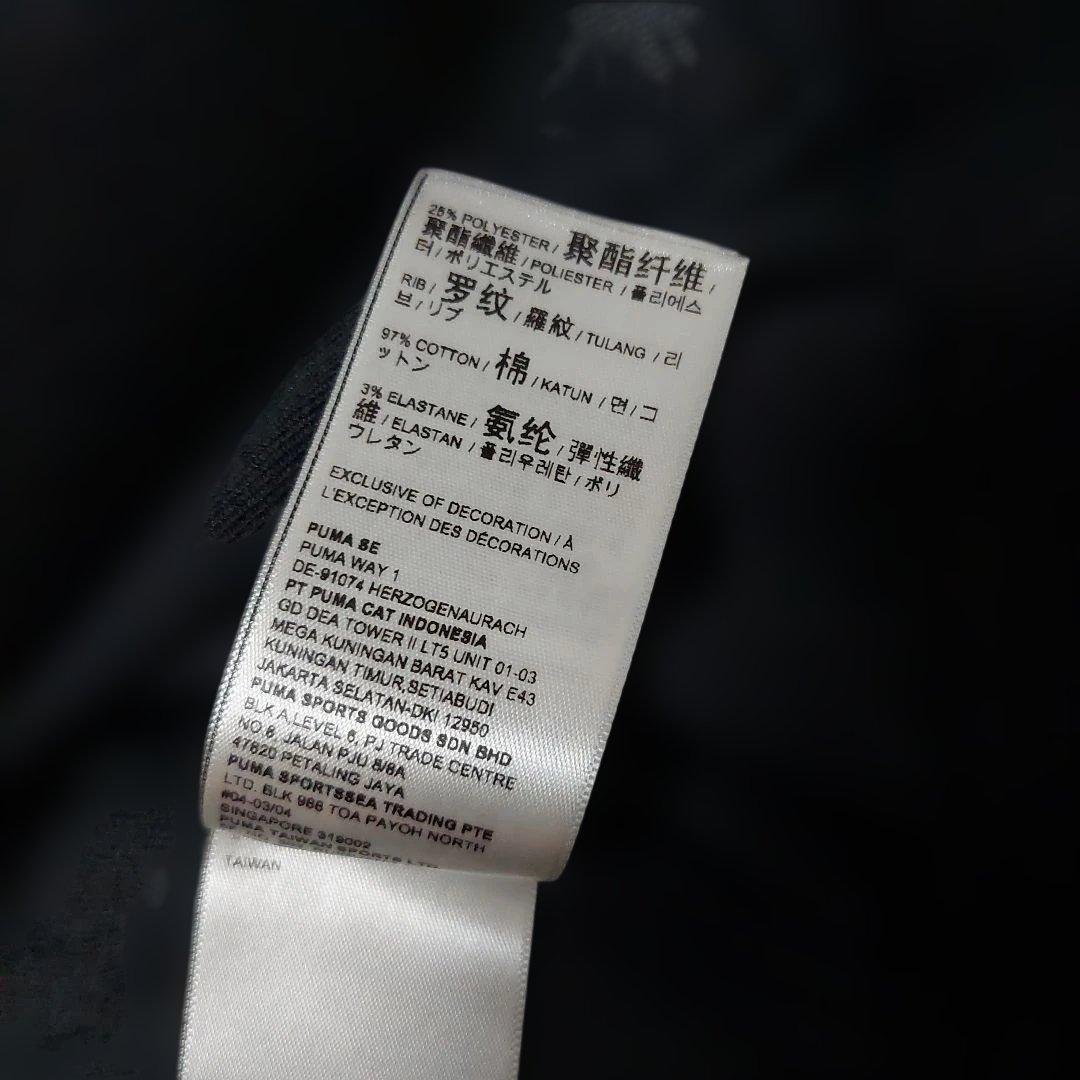 25% POLYESTER / 聚酯纤维 /
聚酯纖維 / POLIESTER / 폴리에스
터 / ポリエステル
RIB / 罗纹 / 羅紋 / TULANG / 리
브 / リブ
97% COTTON / 棉 / KATUN / 면 / コ
ットン
3% ELASTANE / 氨纶 / 彈性纖
維 / ELASTAN / 폴리우레탄 / ポリ
ウレタン
EXCLUSIVE OF DECORATION / À
L'EXCEPTION DES DÉCORATIONS
PUMA SE
PUMA WAY 1
DE-91074 HERZOGENAURACH
PT PUMA CAT INDONESIA
GD DEA TOWER II LT5 UNIT 01-03
MEGA KUNINGAN BARAT KAV E43
KUNINGAN TIMUR,SETIABUDI
JAKARTA SELATAN-DKI 12950
PUMA SPORTS GOODS SDN BHD
BLK A,LEVEL 6, PJ TRADE CENTRE
NO 8, JALAN PJU 8/8A
47820 PETALING JAYA
PUMA SPORTSSEA TRADING PTE
LTD. BLK 988 TOA PAYOH NORTH
#04-03/04
SINGAPORE 319002
PUMA TAIWAN SPORTS LTD
TAIWAN